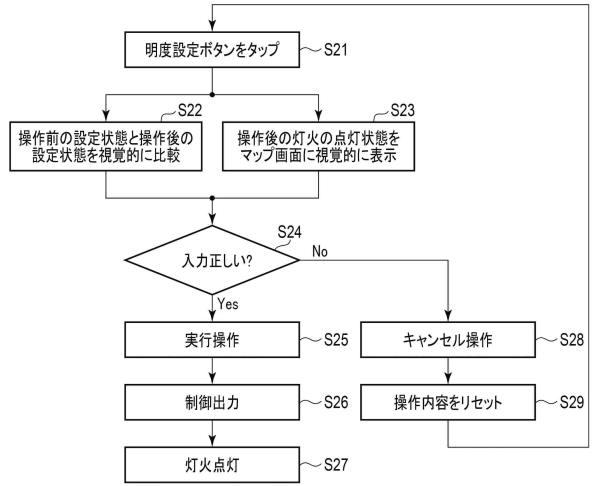 明度設定ボタンをタップ
S21
S22
操作前の設定状態と操作後の
設定状態を視覚的に比較
S23
操作後の灯火の点灯状態を
マップ画面に視覚的に表示
S24
入力正しい?
No
Yes
実行操作
S25
キャンセル操作
S28
制御出力
S26
操作内容をリセット
S29
灯火点灯
S27